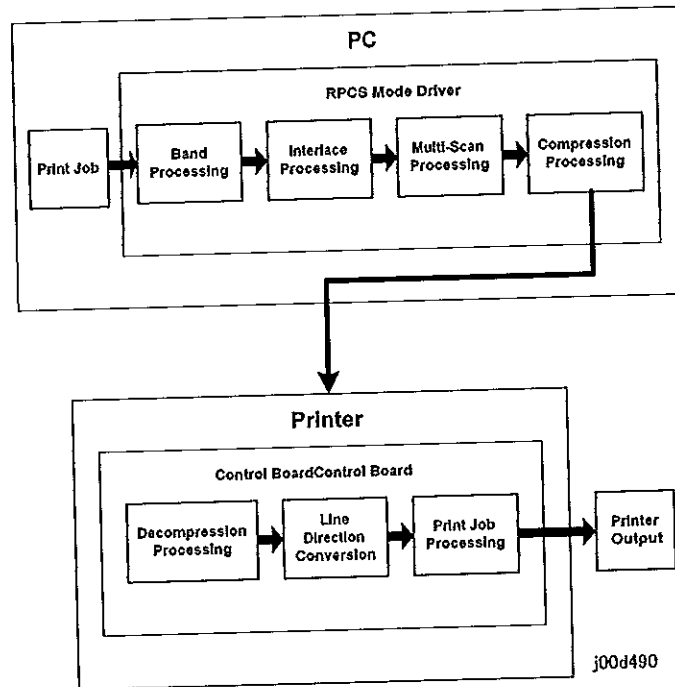 PC
RPCS Mode Driver
Print Job
Band
Processing
Interlace
Processing
Multi-Scan
Processing
Compression
Processing
Printer
Control BoardControl Board
Decompression
Processing
Line
Direction
Conversion
Print Job
Processing
Printer
Output
j00d490